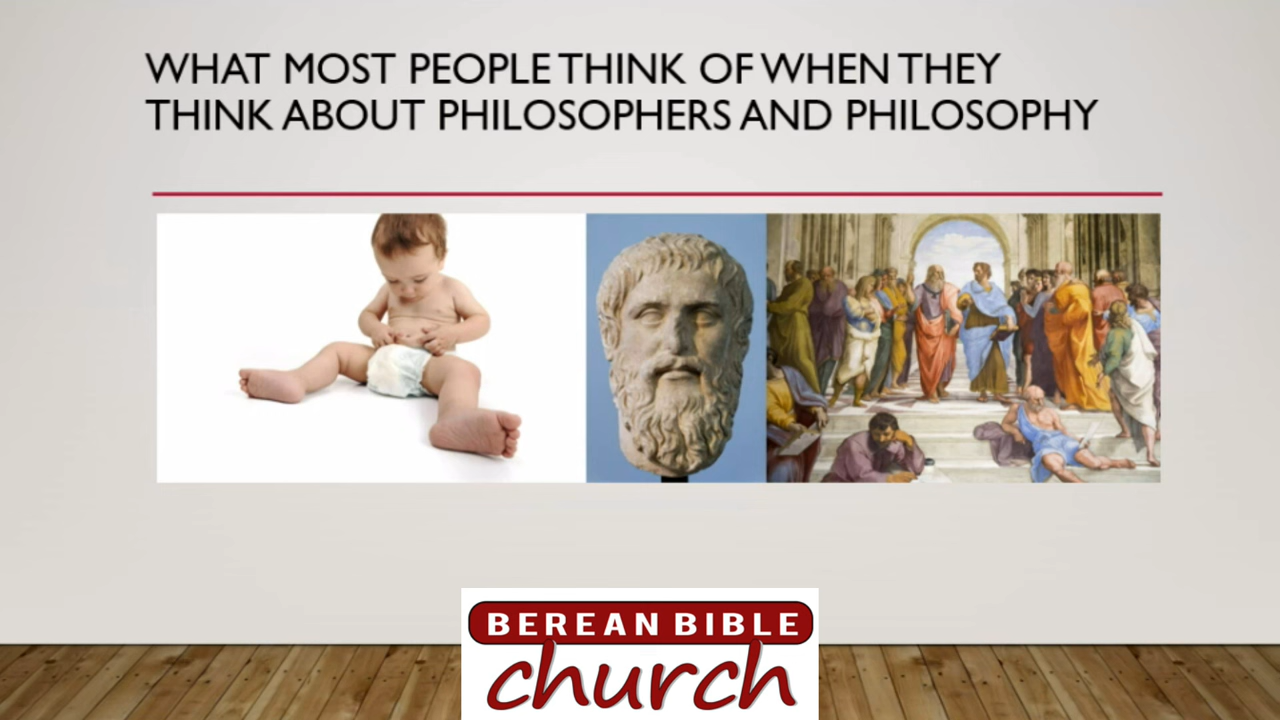 WHAT MOST PEOPLE THINK OF WHEN THEY
THINK ABOUT PHILOSOPHERS AND PHILOSOPHY
BEREAN BIBLE
church